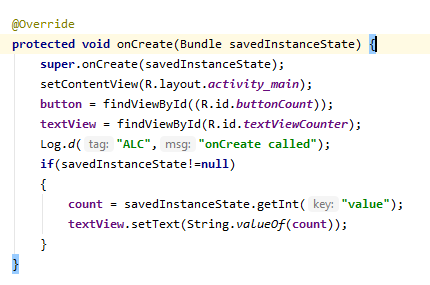 @Override
protected void onCreate(Bundle savedInstanceState) {
super.onCreate(savedInstanceState);
setContentView(R.layout.activity_main);
button = findViewById((R.id.buttonCount));
textView = findViewById(R.id.textViewCounter);
Log.d( tag: "ALC", msg: "onCreate called");
if(savedInstanceState!=null)
{
count = savedInstanceState.getInt( key: "value");
textView.setText(String.valueOf(count));
}
}